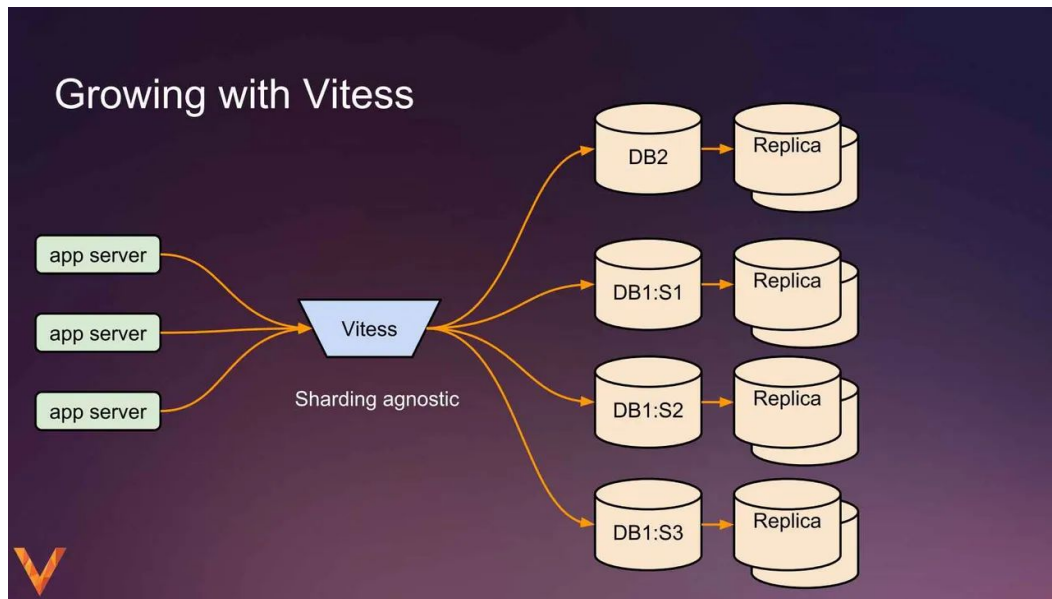 Growing with Vitess
app server
app server
app server
Vitess
Sharding agnostic
DB2
Replica
DB1:S1
Replica
DB1:S2
Replica
DB1:S3
Replica